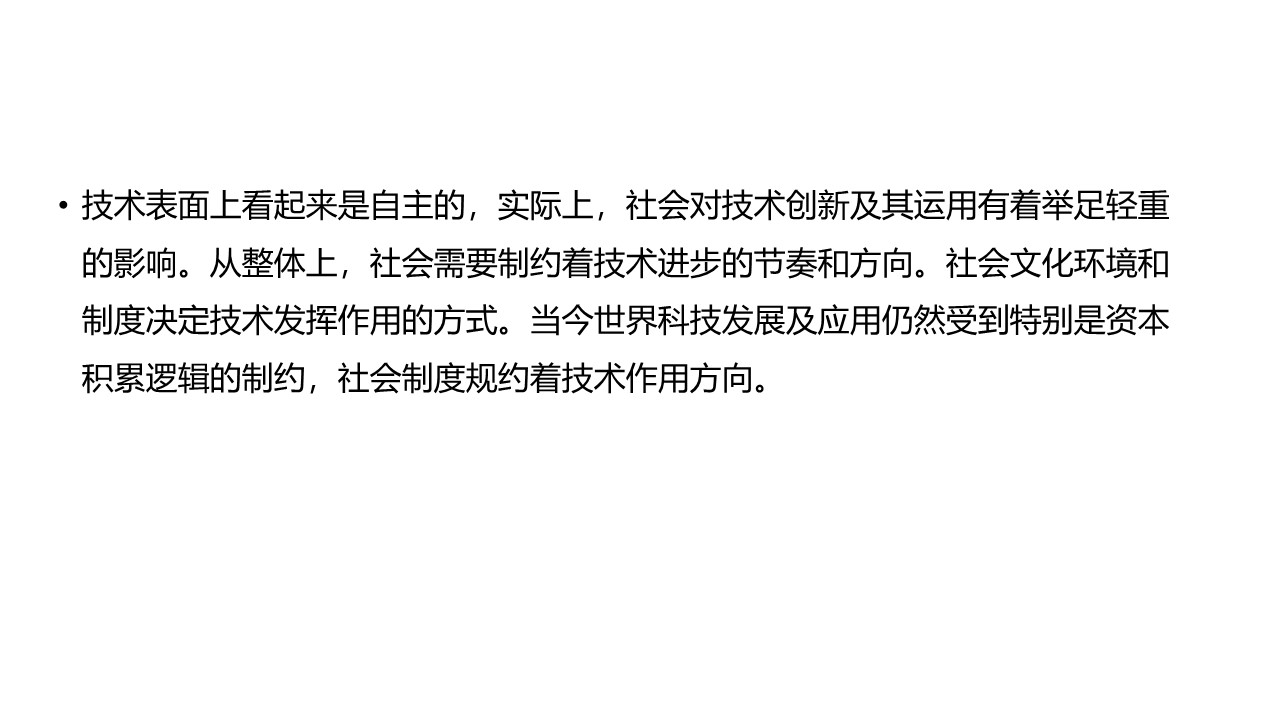 • 技术表面上看起来是自主的，实际上，社会对技术创新及其运用有着举足轻重
的影响。从整体上，社会需要制约着技术进步的节奏和方向。社会文化环境和
制度决定技术发挥作用的方式。当今世界科技发展及应用仍然受到特别是资本
积累逻辑的制约，社会制度规约着技术作用方向。